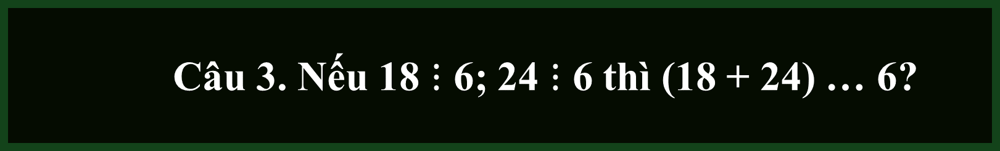 Câu 3. Nếu 18 ⋮ 6; 24 ⋮ 6 thì (18 + 24) … 6?